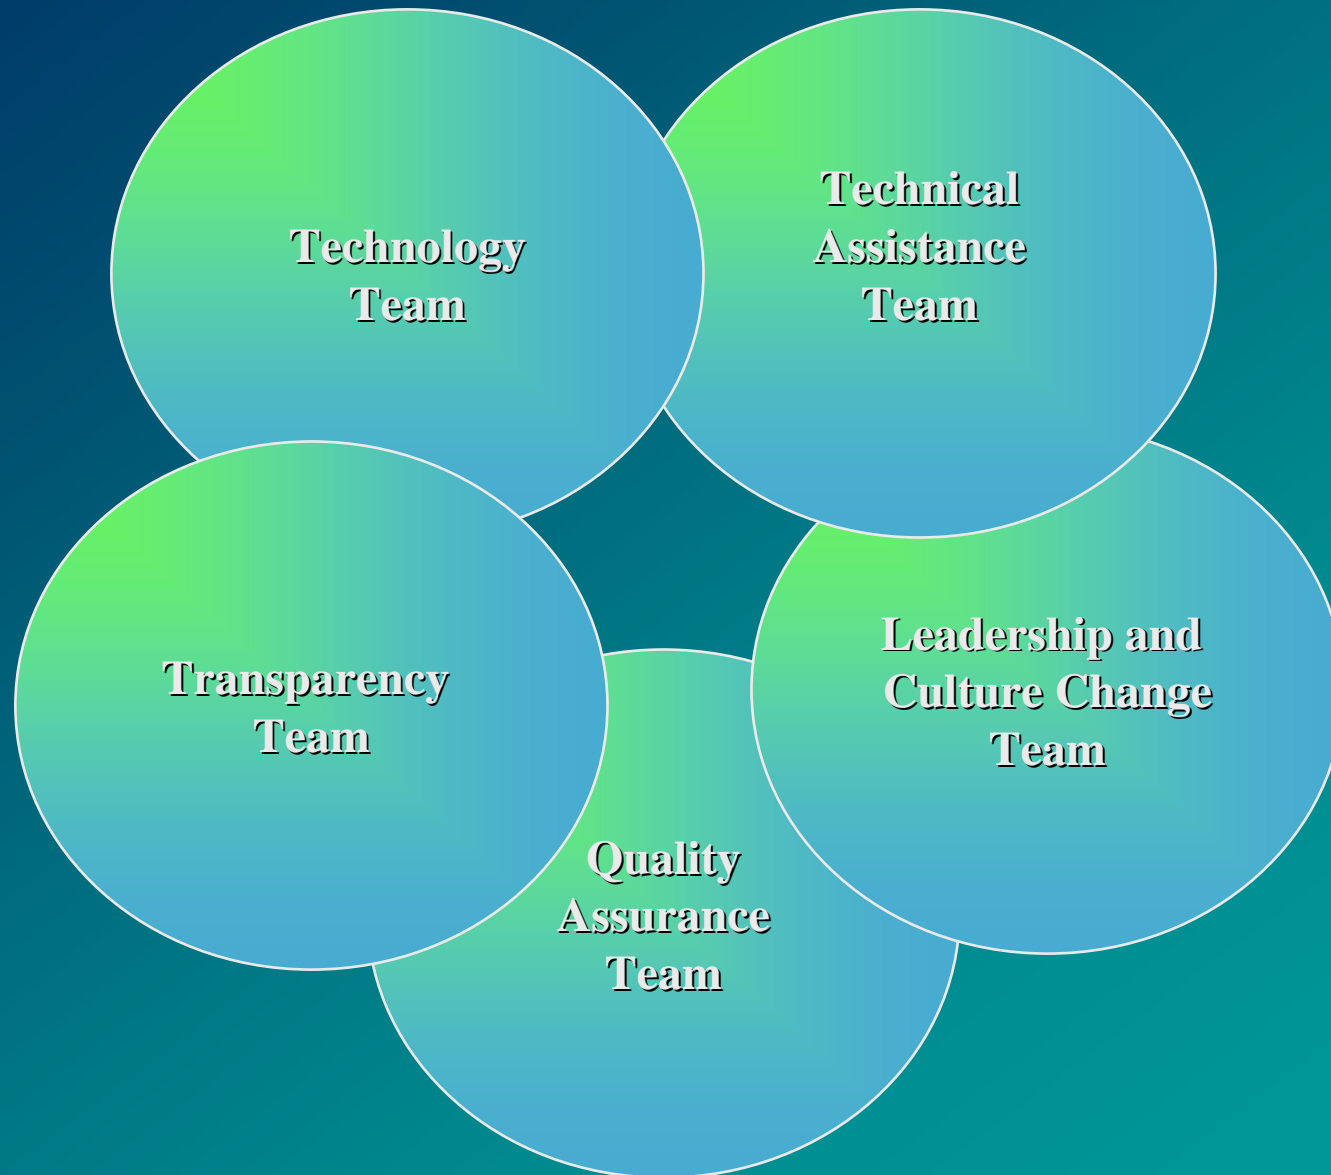 Technology
Team
Technical
Assistance
Team
Transparency
Team
Leadership and
Culture Change
Team
Quality
Assurance
Team